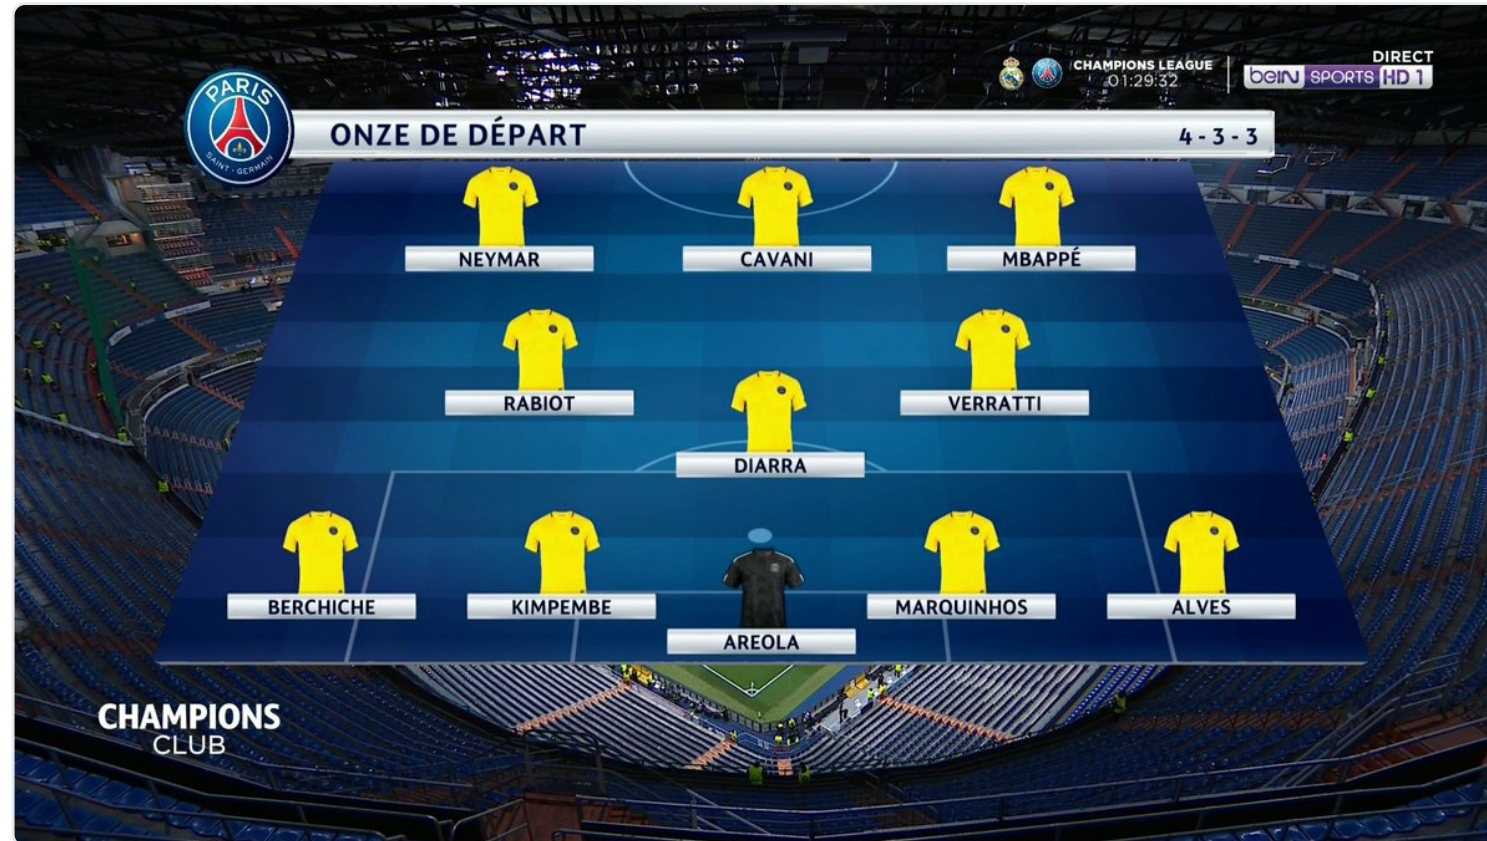 DIRECT
CHAMPIONS LEAGUE
01:29:32
beIN SPORTS HD 1
PARIS
SAINT-GERMAIN
ONZE DE DÉPART
4 - 3 - 3
NEYMAR
CAVANI
MBAPPÉ
RABIOT
VERRATTI
DIARRA
BERCHICHE
KIMPEMBE
MARQUINHOS
ALVES
AREOLA
CHAMPIONS
CLUB